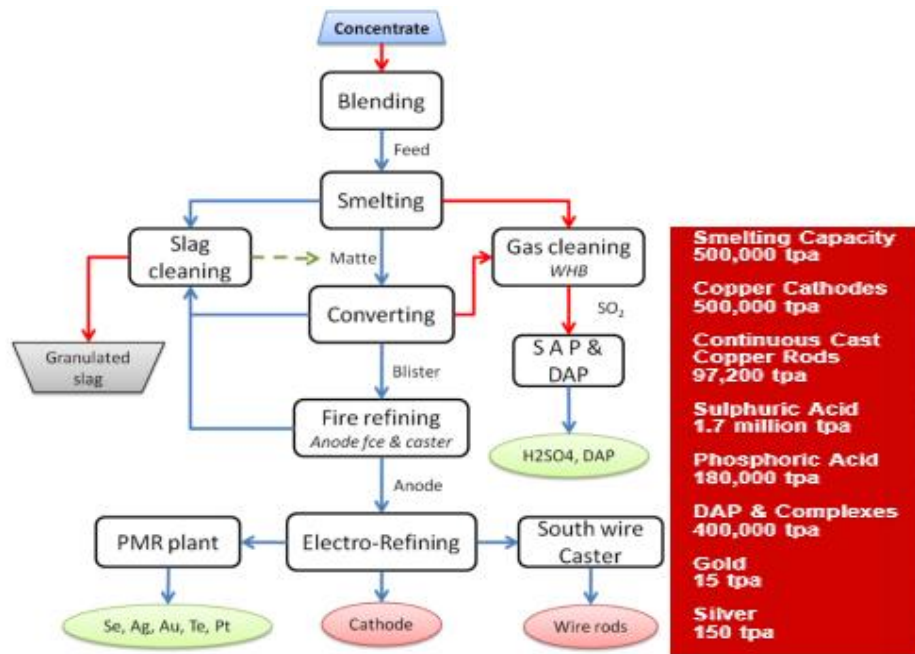 Concentrate
Blending
Feed
Smelting
Slag
cleaning
Matte
Gas cleaning
WHB
Converting
SO₂
Granulated
slag
S A P &
DAP
Blister
Fire refining
Anode fce & caster
H2SO4, DAP
Anode
PMR plant
Electro-Refining
South wire
Caster
Se, Ag, Au, Te, Pt
Cathode
Wire rods
Smelting Capacity
500,000 tpa
Copper Cathodes
500,000 tpa
Continuous Cast
Copper Rods
97,200 tpa
Sulphuric Acid
1.7 million tpa
Phosphoric Acid
180,000 tpa
DAP & Complexes
400,000 tpa
Gold
15 tpa
Silver
150 tpa